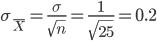 σ_X̄ = σ/√n = 1/√25 = 0.2